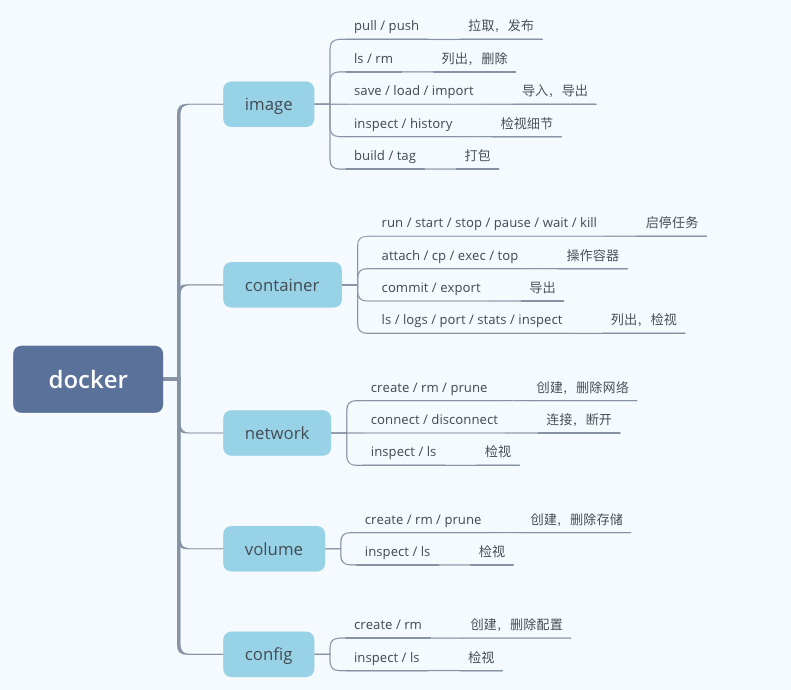 docker
image
pull / push 拉取，发布
ls / rm 列出，删除
save / load / import 导入，导出
inspect / history 检视细节
build / tag 打包
container
run / start / stop / pause / wait / kill 启停任务
attach / cp / exec / top 操作容器
commit / export 导出
ls / logs / port / stats / inspect 列出，检视
network
create / rm / prune 创建，删除网络
connect / disconnect 连接，断开
inspect / ls 检视
volume
create / rm / prune 创建，删除存储
inspect / ls 检视
config
create / rm 创建，删除配置
inspect / ls 检视